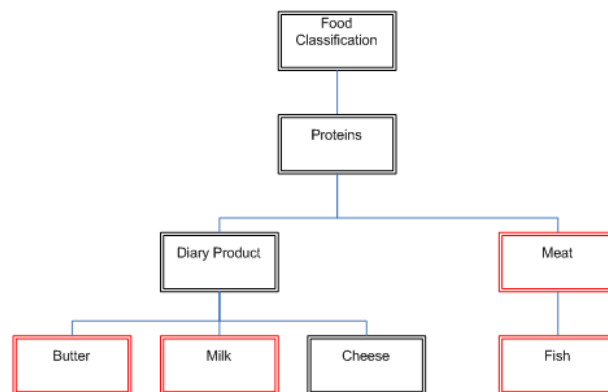 Food
Classification
Proteins
Diary Product
Meat
Butter
Milk
Cheese
Fish